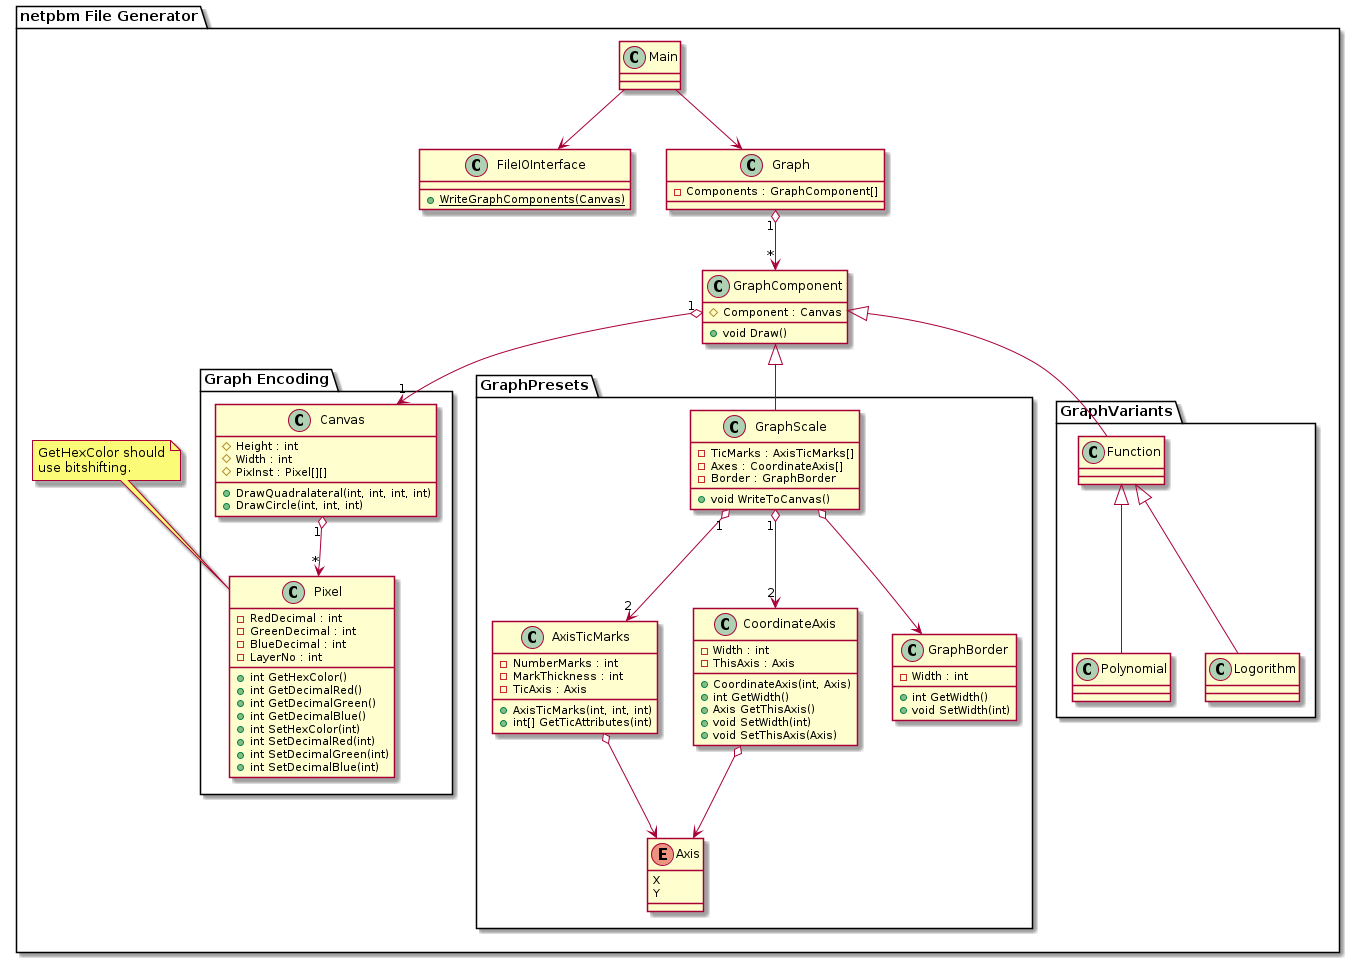 netpbm File Generator
C Main
C FileIOInterface
WriteGraphComponents(Canvas)
C Graph
Components : GraphComponent[]
1
*
C GraphComponent
Component : Canvas
void Draw()
1
1
Graph Encoding
C Canvas
Height : int
Width : int
PixInst : Pixel[][]
DrawQuadralateral(int, int, int, int)
DrawCircle(int, int, int)
1
*
GetHexColor should
use bitshifting.
C Pixel
RedDecimal : int
GreenDecimal : int
BlueDecimal : int
LayerNo : int
int GetHexColor()
int GetDecimalRed()
int GetDecimalGreen()
int GetDecimalBlue()
int SetHexColor(int)
int SetDecimalRed(int)
int SetDecimalGreen(int)
int SetDecimalBlue(int)
GraphPresets
C GraphScale
TicMarks : AxisTicMarks[]
Axes : CoordinateAxis[]
Border : GraphBorder
void WriteToCanvas()
1
1
2
2
C AxisTicMarks
NumberMarks : int
MarkThickness : int
TicAxis : Axis
AxisTicMarks(int, int, int)
int[] GetTicAttributes(int)
C CoordinateAxis
Width : int
ThisAxis : Axis
CoordinateAxis(int, Axis)
int GetWidth()
Axis GetThisAxis()
void SetWidth(int)
void SetThisAxis(Axis)
C GraphBorder
Width : int
int GetWidth()
void SetWidth(int)
E Axis
X
Y
GraphVariants
C Function
C Polynomial
C Logorithm